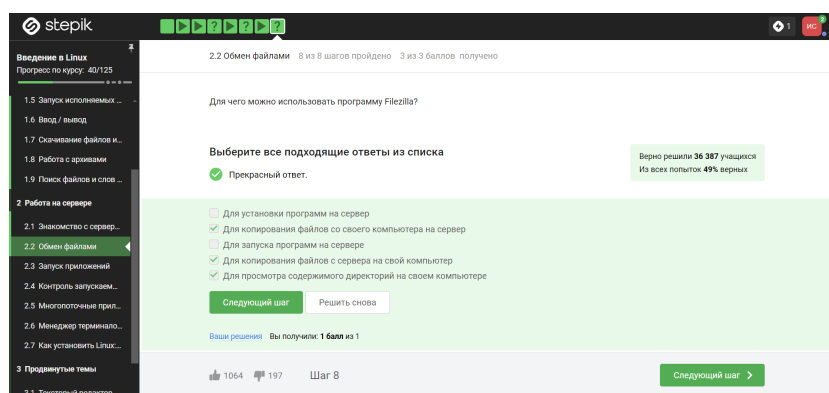 stepik
1
ИС
2
Введение в Linux
Прогресс по курсу: 40/125
1.5 Запуск исполняемых ...
1.6 Ввод / вывод
1.7 Скачивание файлов и...
1.8 Работа с архивами
1.9 Поиск файлов и слов ...
2 Работа на сервере
2.1 Знакомство с сервер...
2.2 Обмен файлами
2.3 Запуск приложений
2.4 Контроль запускаем...
2.5 Многопоточные прил...
2.6 Менеджер терминало...
2.7 Как установить Linux:...
3 Продвинутые темы
2.2 Обмен файлами 8 из 8 шагов пройдено 3 из 3 баллов получено
Для чего можно использовать программу Filezilla?
Выберите все подходящие ответы из списка
Прекрасный ответ.
Верно решили 36 387 учащихся
Из всех попыток 49% верных
Для установки программ на сервер
Для копирования файлов со своего компьютера на сервер
Для запуска программ на сервере
Для копирования файлов с сервера на свой компьютер
Для просмотра содержимого директорий на своем компьютере
Следующий шаг
Решить снова
Ваши решения Вы получили: 1 балл из 1
1064 197 Шаг 8
Следующий шаг